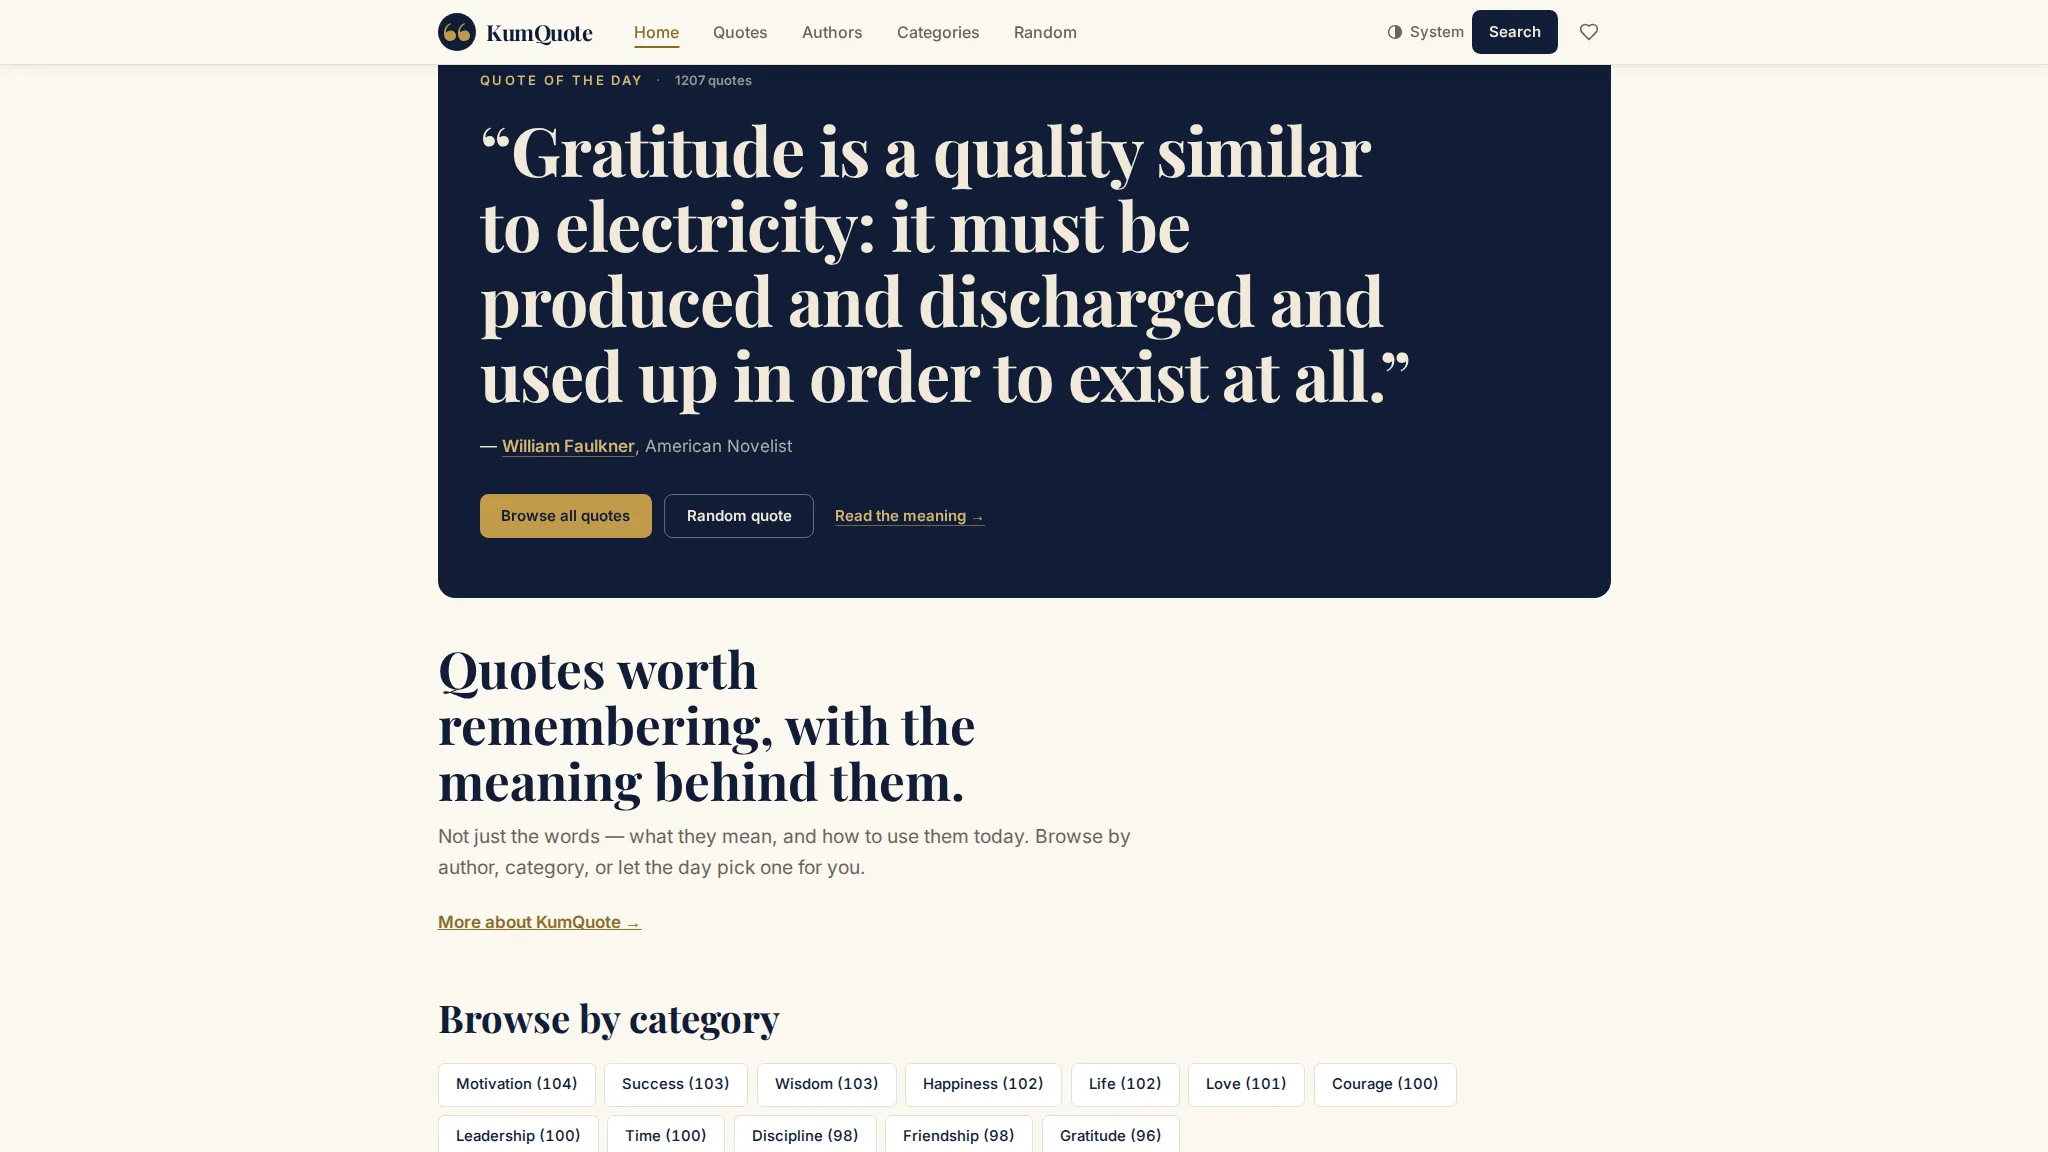 KumQuote Home Quotes Authors Categories Random System Search
QUOTE OF THE DAY · 1207 quotes
“Gratitude is a quality similar
to electricity: it must be
produced and discharged and
used up in order to exist at all.”
— William Faulkner, American Novelist
Browse all quotes Random quote Read the meaning →
Quotes worth
remembering, with the
meaning behind them.
Not just the words — what they mean, and how to use them today. Browse by
author, category, or let the day pick one for you.
More about KumQuote →
Browse by category
Motivation (104) Success (103) Wisdom (103) Happiness (102) Life (102) Love (101) Courage (100)
Leadership (100) Time (100) Discipline (98) Friendship (98) Gratitude (96)